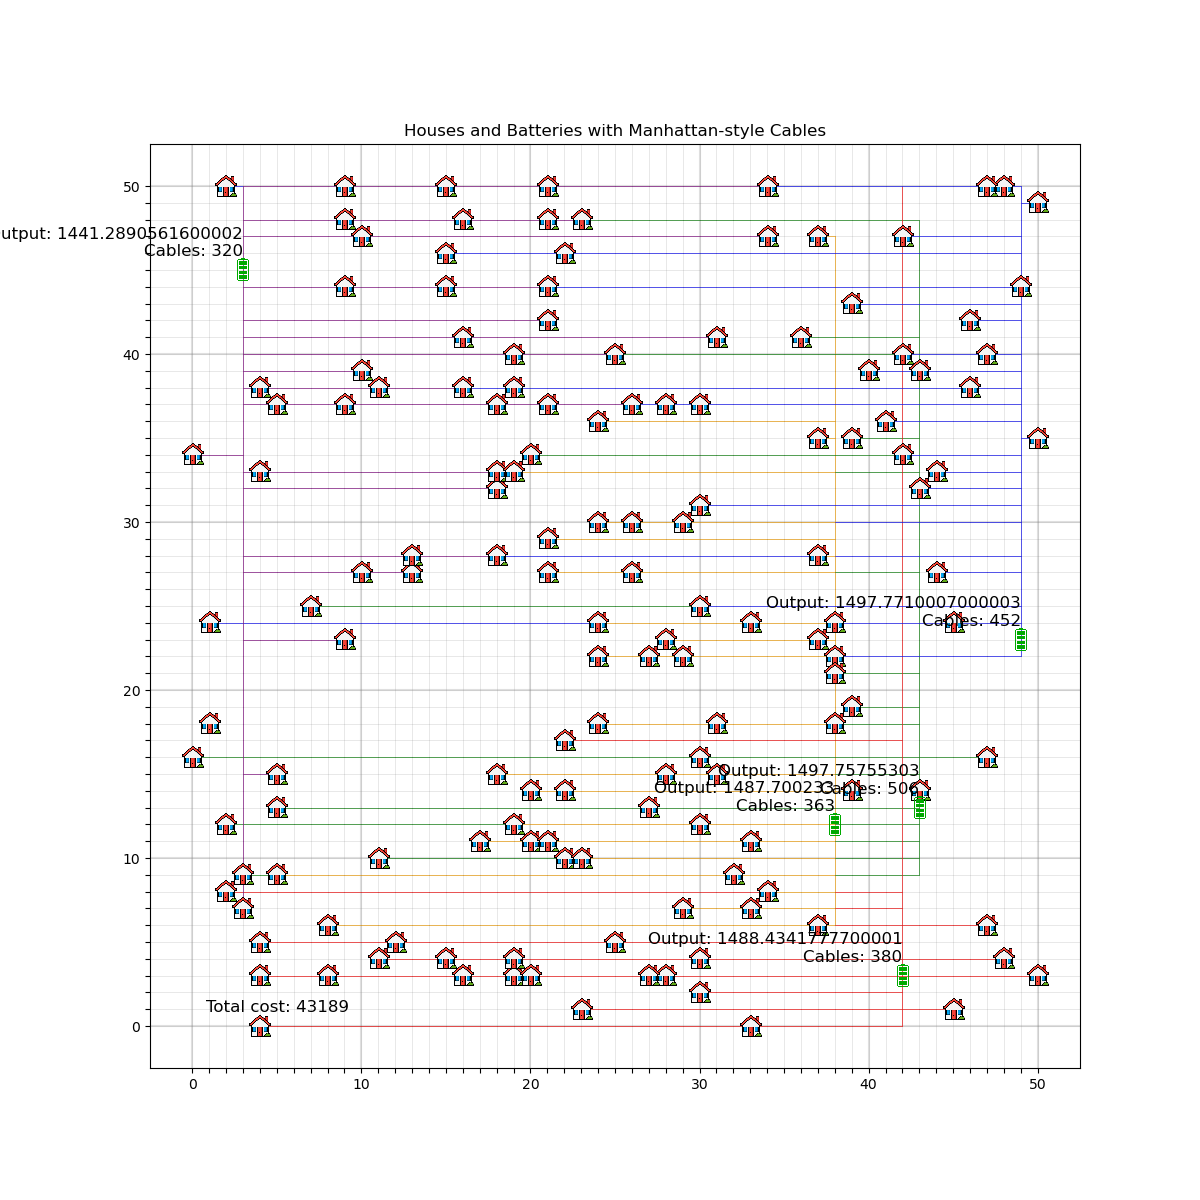 Houses and Batteries with Manhattan-style Cables
50
utput: 1441.2890561600002
Cables: 320
40
30
Output: 1497.7710007000003
Cables: 452
20
Output: 1497.75755303
Cables: 506
Output: 1487.700233
Cables: 363
10
Output: 1488.4341777700001
Cables: 380
Total cost: 43189
0
0 10 20 30 40 50